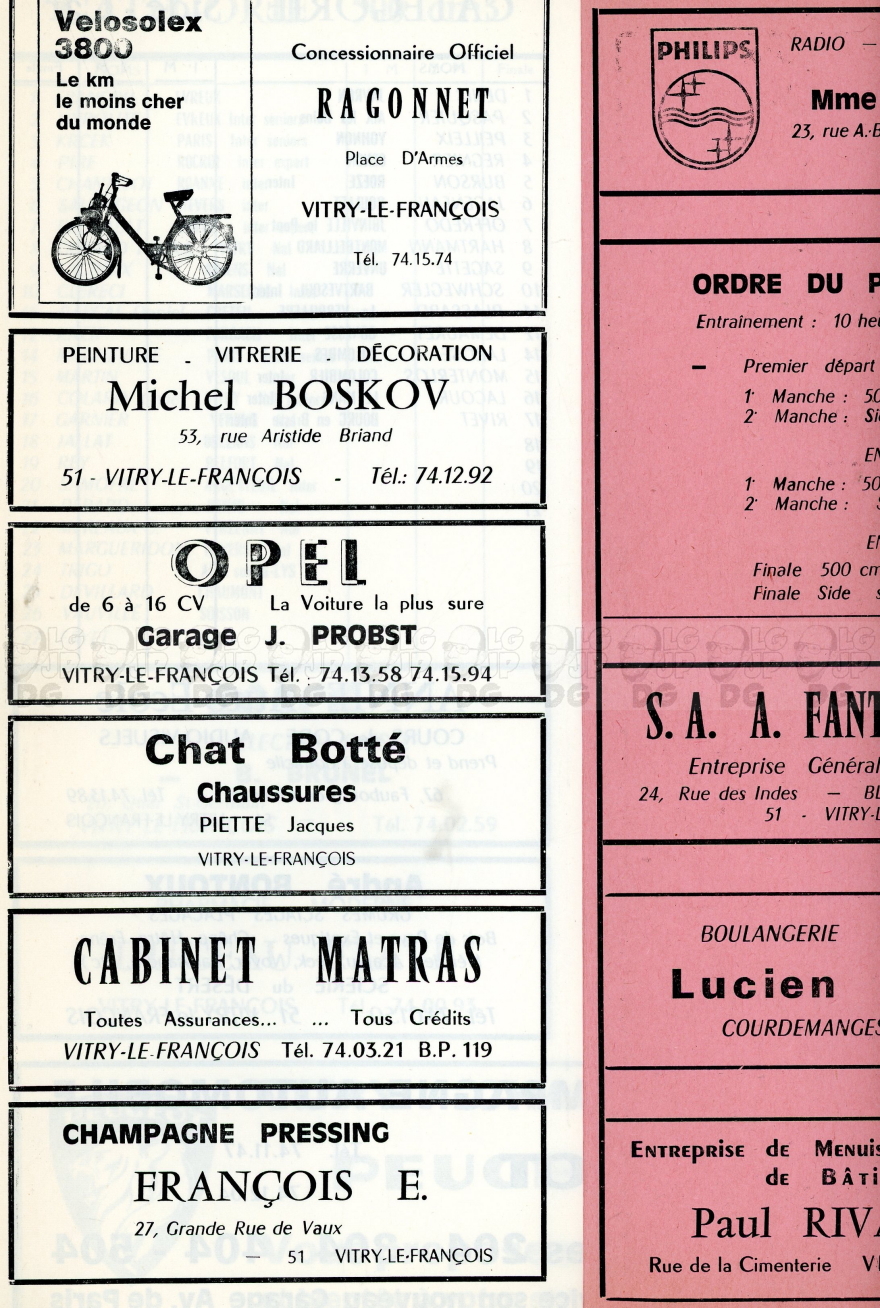 Velosolex
3800
Le km
le moins cher
du monde
Concessionnaire Officiel
RAGONNET
Place D'Armes
VITRY-LE-FRANÇOIS
Tél. 74.15.74
PEINTURE - VITRERIE - DÉCORATION
Michel BOSKOV
53, rue Aristide Briand
51 - VITRY-LE-FRANÇOIS - Tél.: 74.12.92
OPEL
de 6 à 16 CV La Voiture la plus sure
Garage J. PROBST
VITRY-LE-FRANÇOIS Tél. : 74.13.58 74.15.94
Chat Botté
Chaussures
PIETTE Jacques
VITRY-LE-FRANÇOIS
CABINET MATRAS
Toutes Assurances... ... Tous Crédits
VITRY-LE-FRANÇOIS Tél. 74.03.21 B.P. 119
CHAMPAGNE PRESSING
FRANÇOIS E.
27, Grande Rue de Vaux
— 51 VITRY-LE-FRANÇOIS
PHILIPS
RADIO —
Mme
23, rue A.
ORDRE DU P
Entrainement : 10 heu
— Premier départ
1· Manche : 50
2· Manche : Sid
EN
1· Manche : 50
2· Manche : S
EN
Finale 500 cm
Finale Side s
S. A. A. FANT
Entreprise Général
24, Rue des Indes — BL
51 - VITRY-L
BOULANGERIE
Lucien
COURDEMANGES
ENTREPRISE de MENUIS
de BÂTI
Paul RIVA
Rue de la Cimenterie VI